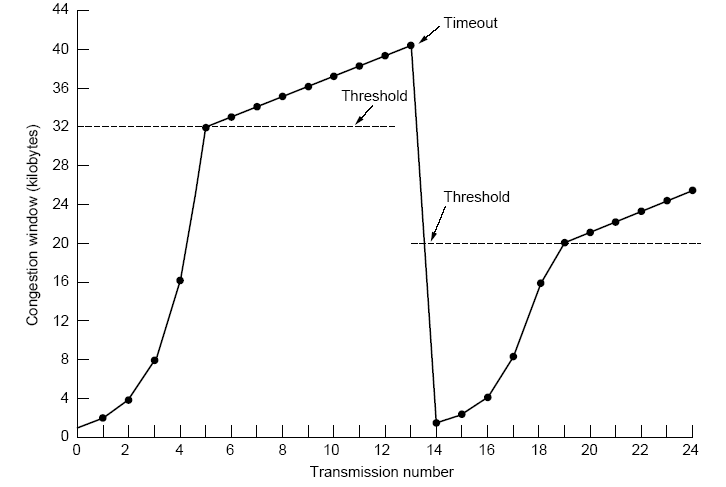 44
40
36
32
28
24
20
16
12
8
4
0
Congestion window (kilobytes)
Timeout
Threshold
Threshold
0 2 4 6 8 10 12 14 16 18 20 22 24
Transmission number